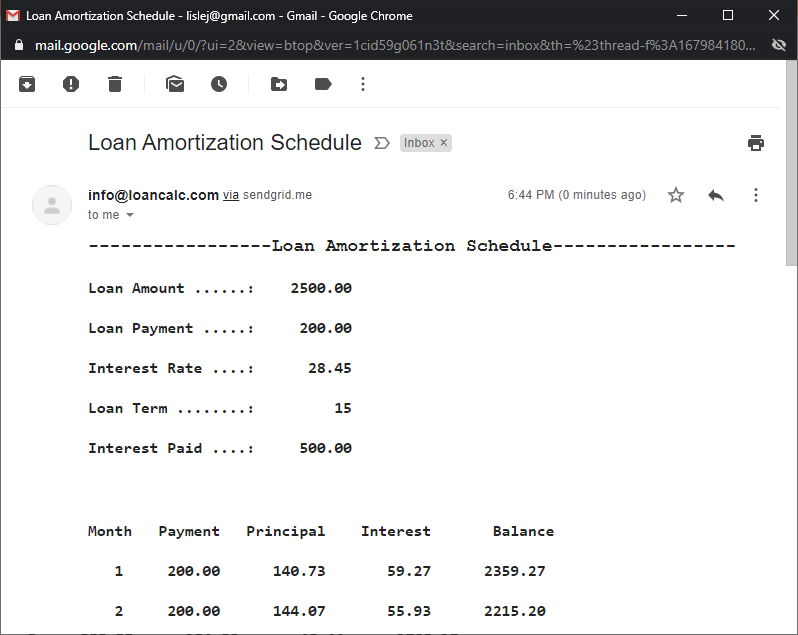 Loan Amortization Schedule - lislej@gmail.com - Gmail - Google Chrome
mail.google.com/mail/u/0/?ui=2&view=btop&ver=1cid59g061n3t&search=inbox&th=%23thread-f%3A167984180...
Loan Amortization Schedule Inbox ×
info@loancalc.com via sendgrid.me 6:44 PM (0 minutes ago)
to me
-----------------Loan Amortization Schedule-----------------
Loan Amount ......: 2500.00
Loan Payment .....: 200.00
Interest Rate ....: 28.45
Loan Term ........: 15
Interest Paid ....: 500.00
Month Payment Principal Interest Balance
1 200.00 140.73 59.27 2359.27
2 200.00 144.07 55.93 2215.20